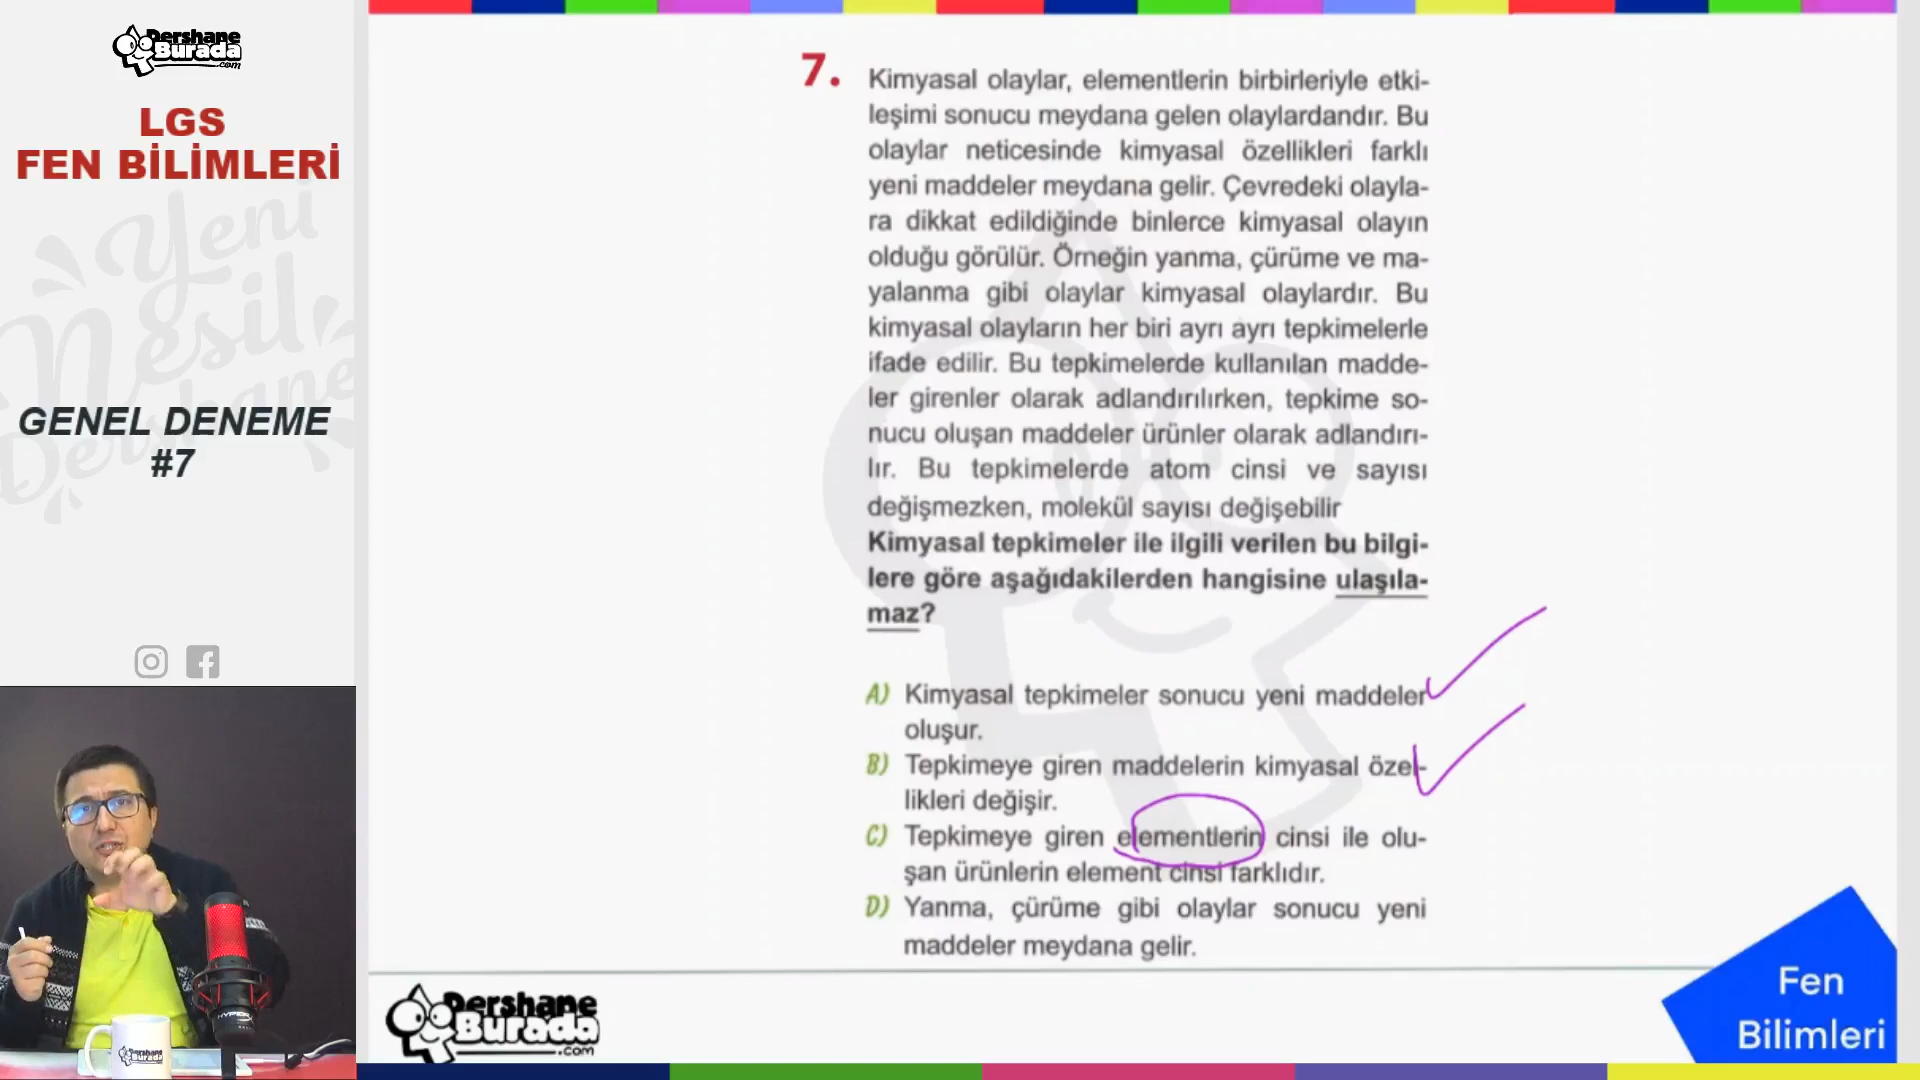 Dershane
Burada
.com
LGS
FEN BİLİMLERİ
Yeni
Nesil
Dershane
GENEL DENEME
#7
7.
Kimyasal olaylar, elementlerin birbirleriyle etki-
leşimi sonucu meydana gelen olaylardandır. Bu
olaylar neticesinde kimyasal özellikleri farklı
yeni maddeler meydana gelir. Çevredeki olayla-
ra dikkat edildiğinde binlerce kimyasal olayın
olduğu görülür. Örneğin yanma, çürüme ve ma-
yalanma gibi olaylar kimyasal olaylardır. Bu
kimyasal olayların her biri ayrı ayrı tepkimelerle
ifade edilir. Bu tepkimelerde kullanılan madde-
ler girenler olarak adlandırılırken, tepkime so-
nucu oluşan maddeler ürünler olarak adlandırı-
lır. Bu tepkimelerde atom cinsi ve sayısı
değişmezken, molekül sayısı değişebilir
Kimyasal tepkimeler ile ilgili verilen bu bilgi-
lere göre aşağıdakilerden hangisine ulaşıla-
maz?
A) Kimyasal tepkimeler sonucu yeni maddeler
oluşur.
B) Tepkimeye giren maddelerin kimyasal özel-
likleri değişir.
C) Tepkimeye giren elementlerin cinsi ile olu-
şan ürünlerin element cinsi farklıdır.
D) Yanma, çürüme gibi olaylar sonucu yeni
maddeler meydana gelir.
HYPERX
Dershane
Burada
.com
Dershane
Burada
.com
Fen
Bilimleri